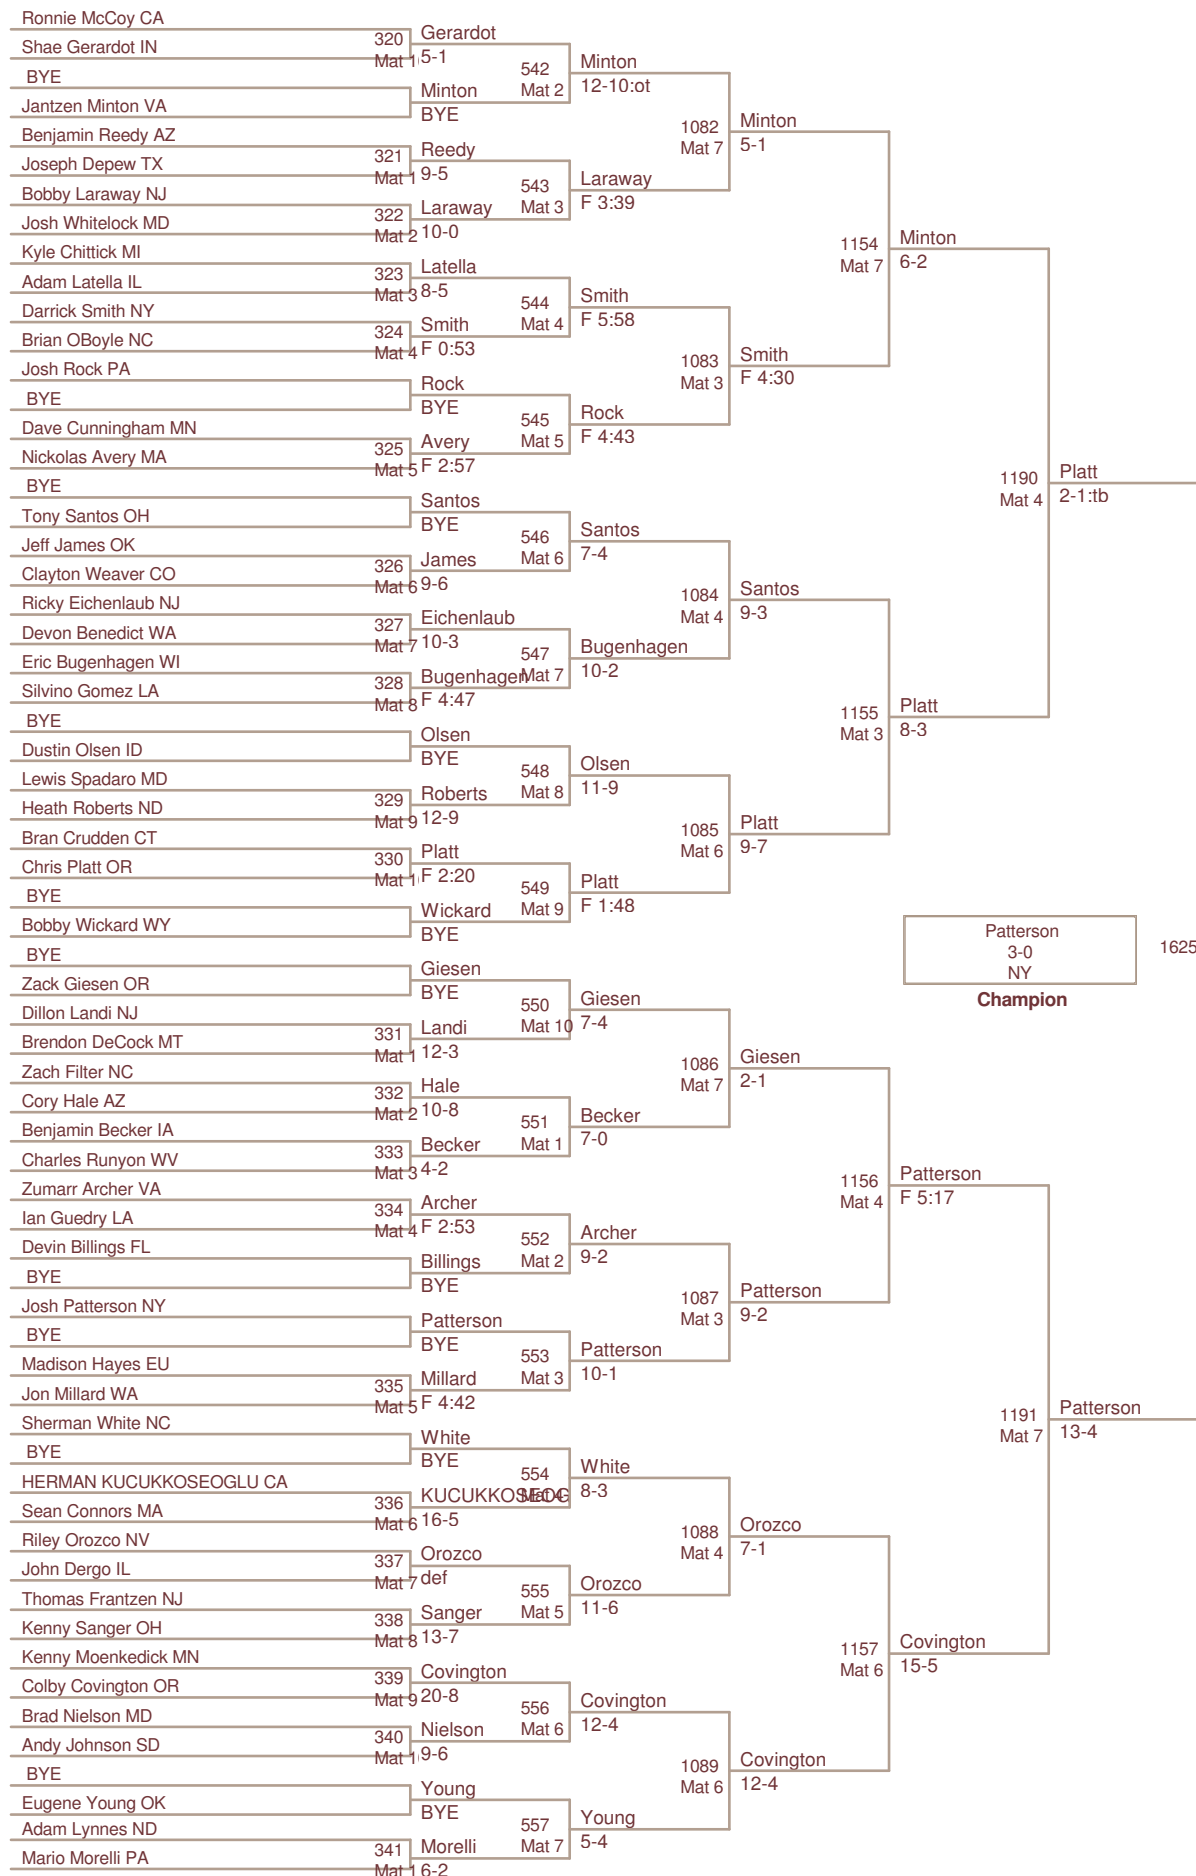 Ronnie McCoy CA
Shae Gerardot IN
BYE
Jantzen Minton VA
Benjamin Reedy AZ
Joseph Depew TX
Bobby Laraway NJ
Josh Whitelock MD
Kyle Chittick MI
Adam Latella IL
Darrick Smith NY
Brian OBoyle NC
Josh Rock PA
BYE
Dave Cunningham MN
Nickolas Avery MA
BYE
Tony Santos OH
Jeff James OK
Clayton Weaver CO
Ricky Eichenlaub NJ
Devon Benedict WA
Eric Bugenhagen WI
Silvino Gomez LA
BYE
Dustin Olsen ID
Lewis Spadaro MD
Heath Roberts ND
Bran Crudden CT
Chris Platt OR
BYE
Bobby Wickard WY
BYE
Zack Giesen OR
Dillon Landi NJ
Brendon DeCock MT
Zach Filter NC
Cory Hale AZ
Benjamin Becker IA
Charles Runyon WV
Zumarr Archer VA
Ian Guedry LA
Devin Billings FL
BYE
Josh Patterson NY
BYE
Madison Hayes EU
Jon Millard WA
Sherman White NC
BYE
HERMAN KUCUKKOSEOGLU CA
Sean Connors MA
Riley Orozco NV
John Dergo IL
Thomas Frantzen NJ
Kenny Sanger OH
Kenny Moenkedick MN
Colby Covington OR
Brad Nielson MD
Andy Johnson SD
BYE
Eugene Young OK
Adam Lynnes ND
Mario Morelli PA
320
Mat 1
Gerardot
5-1
Minton
BYE
321
Mat 1
Reedy
9-5
322
Mat 2
Laraway
10-0
323
Mat 3
Latella
8-5
324
Mat 4
Smith
F 0:53
Rock
BYE
325
Mat 5
Avery
F 2:57
Santos
BYE
326
Mat 6
James
9-6
327
Mat 7
Eichenlaub
10-3
328
Mat 8
Bugenhagen
F 4:47
Olsen
BYE
329
Mat 9
Roberts
12-9
330
Mat 1
Platt
F 2:20
Wickard
BYE
Giesen
BYE
331
Mat 1
Landi
12-3
332
Mat 2
Hale
10-8
333
Mat 3
Becker
4-2
334
Mat 4
Archer
F 2:53
Billings
BYE
Patterson
BYE
335
Mat 5
Millard
F 4:42
White
BYE
336
Mat 6
KUCUKKOSEOG
16-5
337
Mat 7
Orozco
def
338
Mat 8
Sanger
13-7
339
Mat 9
Covington
20-8
340
Mat 1
Nielson
9-6
Young
BYE
341
Mat 1
Morelli
6-2
542
Mat 2
Minton
12-10:ot
543
Mat 3
Laraway
F 3:39
544
Mat 4
Smith
F 5:58
545
Mat 5
Rock
F 4:43
546
Mat 6
Santos
7-4
547
Mat 7
Bugenhagen
10-2
548
Mat 8
Olsen
11-9
549
Mat 9
Platt
F 1:48
550
Mat 10
Giesen
7-4
551
Mat 1
Becker
7-0
552
Mat 2
Archer
9-2
553
Mat 3
Patterson
10-1
554
Mat 4
White
8-3
555
Mat 5
Orozco
11-6
556
Mat 6
Covington
12-4
557
Mat 7
Young
5-4
1082
Mat 7
Minton
5-1
1083
Mat 3
Smith
F 4:30
1084
Mat 4
Santos
9-3
1085
Mat 6
Platt
9-7
1086
Mat 7
Giesen
2-1
1087
Mat 3
Patterson
9-2
1088
Mat 4
Orozco
7-1
1089
Mat 6
Covington
12-4
1154
Mat 7
Minton
6-2
1155
Mat 3
Platt
8-3
1156
Mat 4
Patterson
F 5:17
1157
Mat 6
Covington
15-5
1190
Mat 4
Platt
2-1:tb
1191
Mat 7
Patterson
13-4
Patterson
3-0
NY
Champion
1625